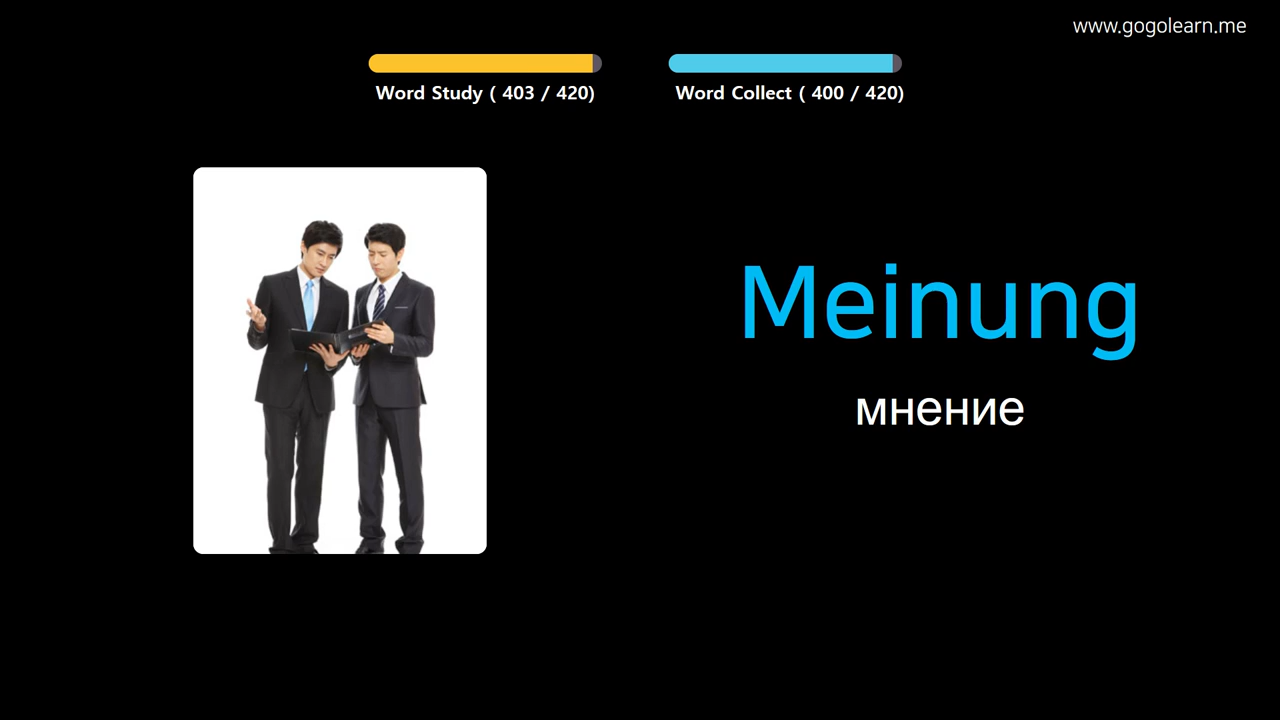 www.gogolearn.me
Word Study ( 403 / 420)
Word Collect ( 400 / 420)
Meinung
мнение